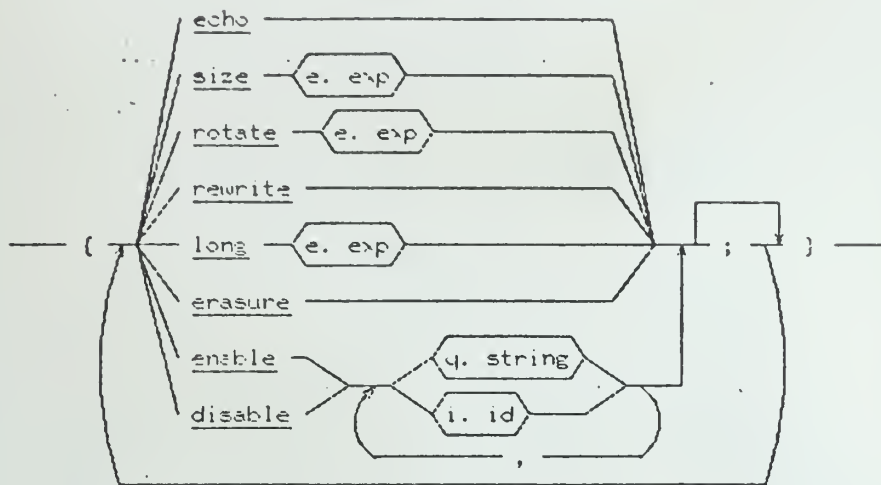 echo
size e. exp
rotate e. exp
rewrite
{ long e. exp ; }
erasure
enable q. string
disable i. id
,